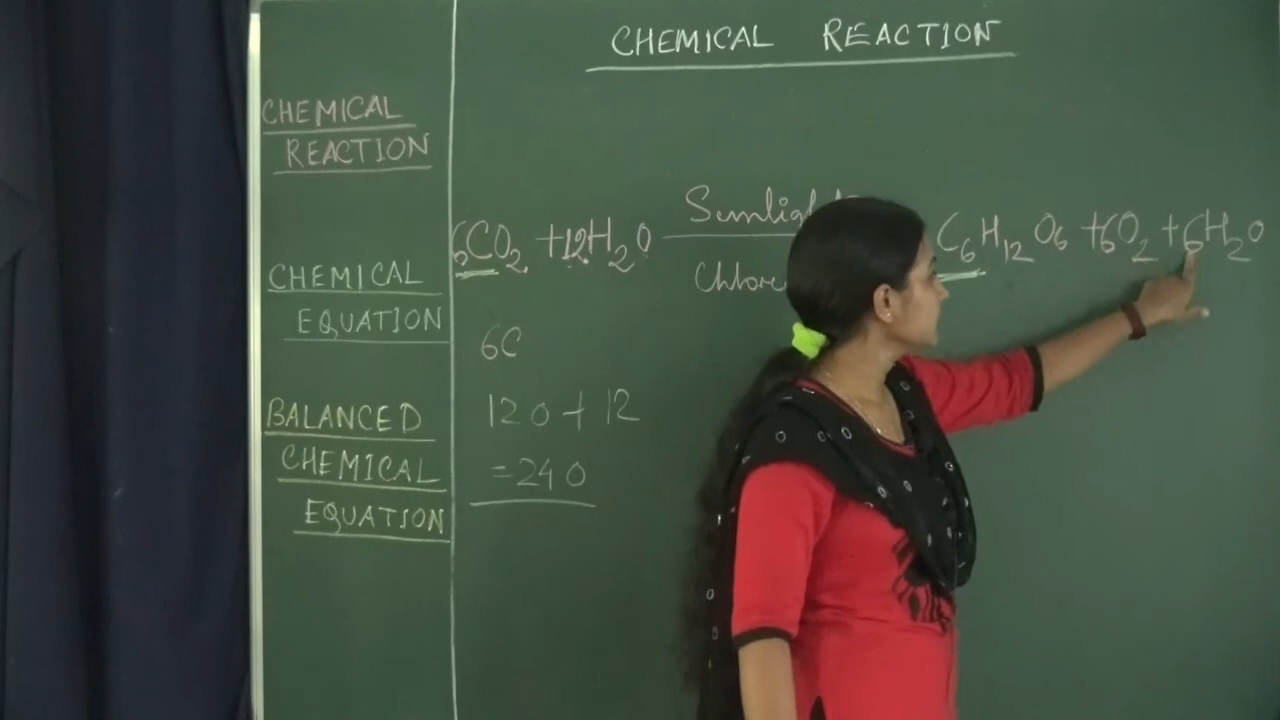 CHEMICAL REACTION
CHEMICAL
REACTION
CHEMICAL
EQUATION
BALANCED
CHEMICAL
EQUATION
6CO₂ + 12H₂O
C₆H₁₂O₆ + 6O₂ + 6H₂O
6C
12O + 12
= 24O